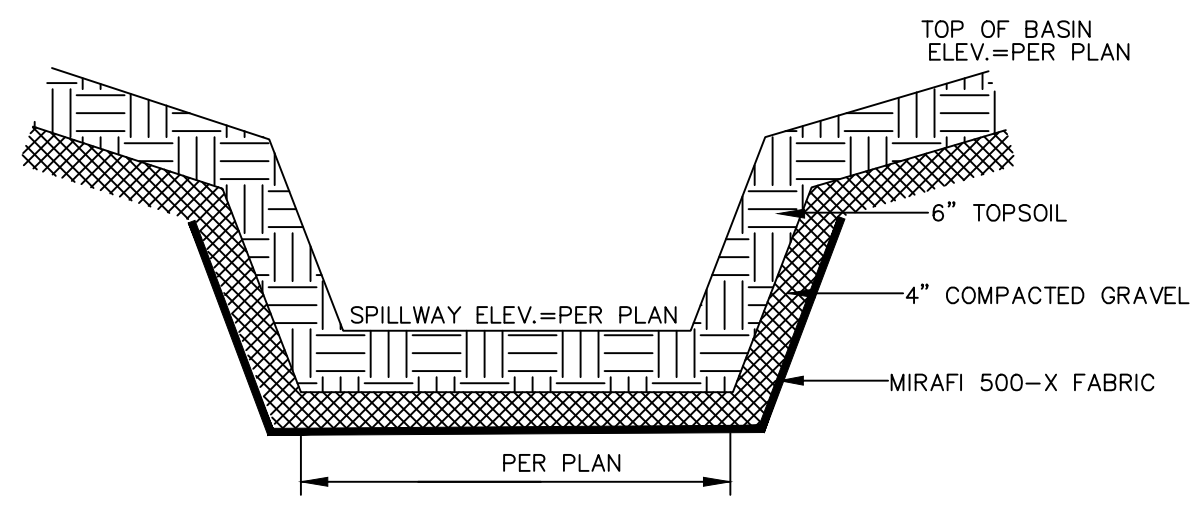 TOP OF BASIN
ELEV.=PER PLAN
6” TOPSOIL
4” COMPACTED GRAVEL
SPILLWAY ELEV.=PER PLAN
MIRAFI 500-X FABRIC
PER PLAN